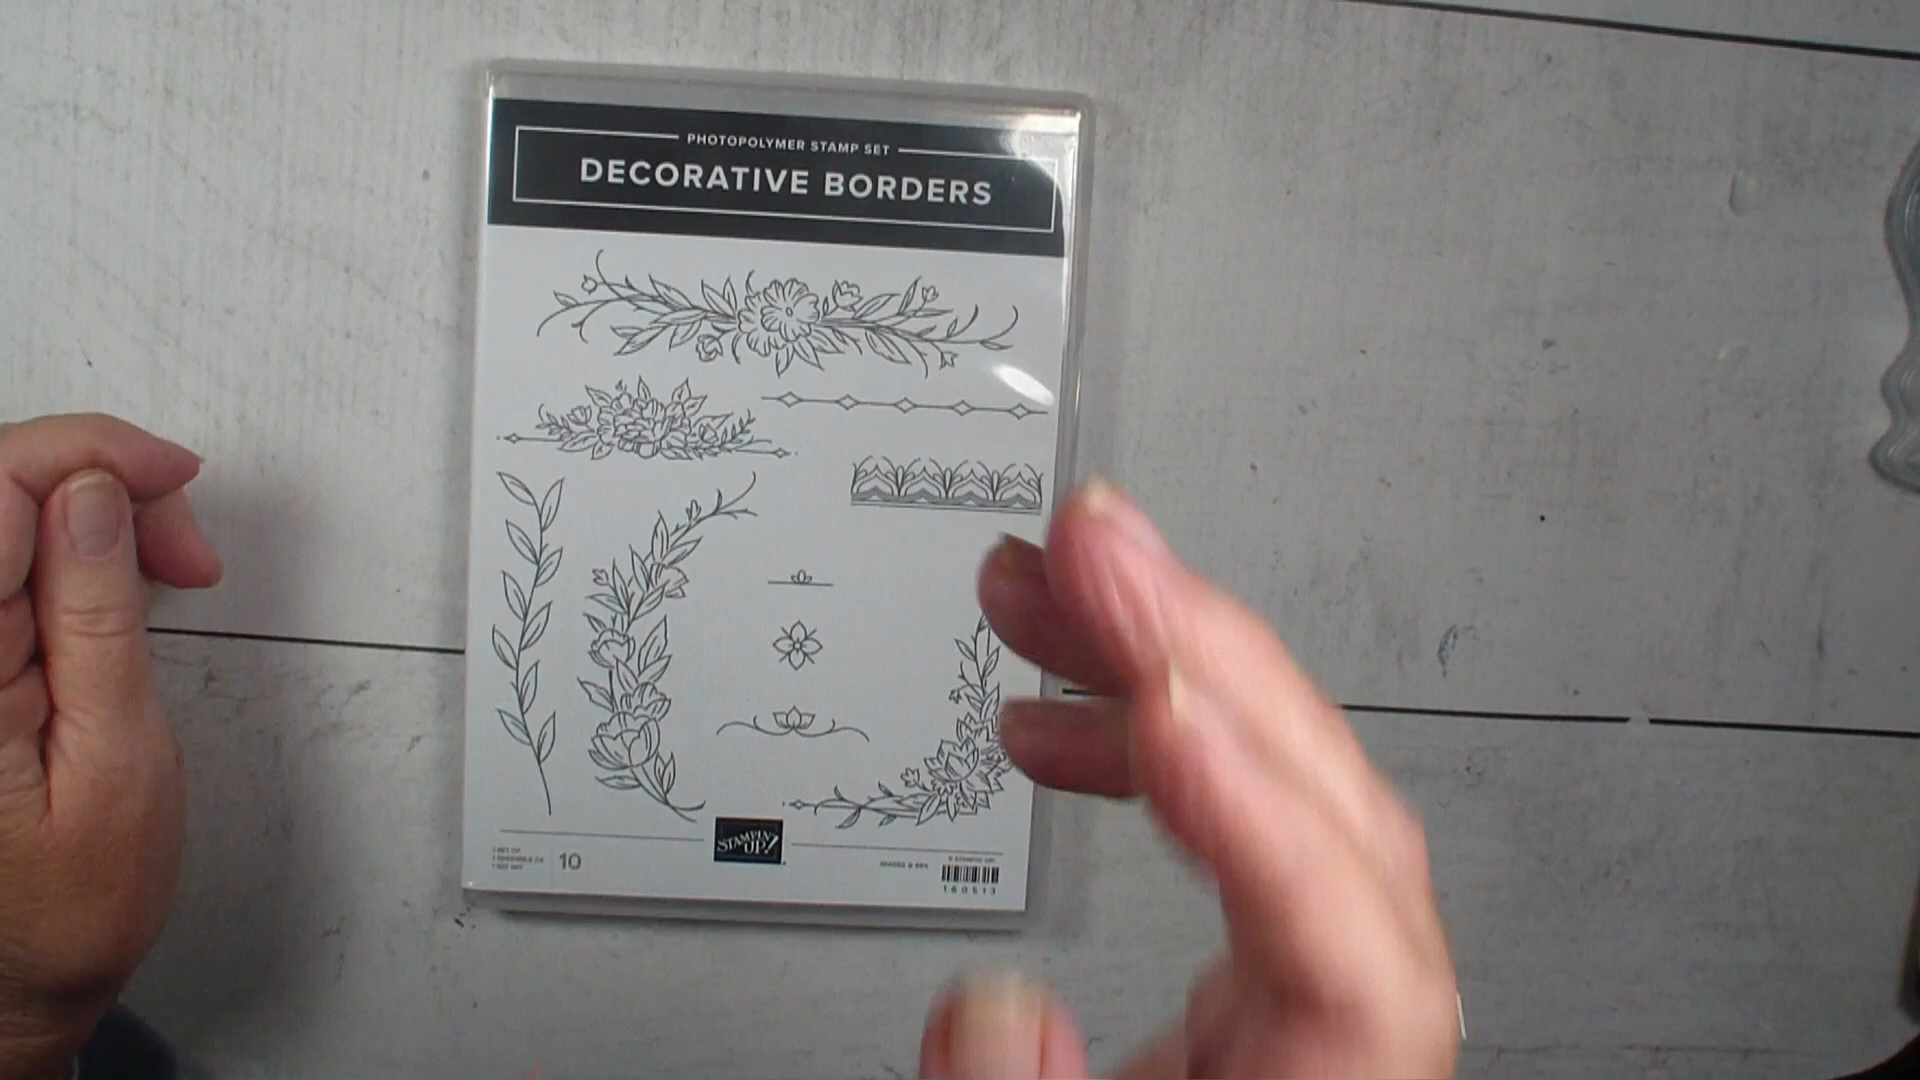 PHOTOPOLYMER STAMP SET
DECORATIVE BORDERS
STAMPIN' UP!
10
160513